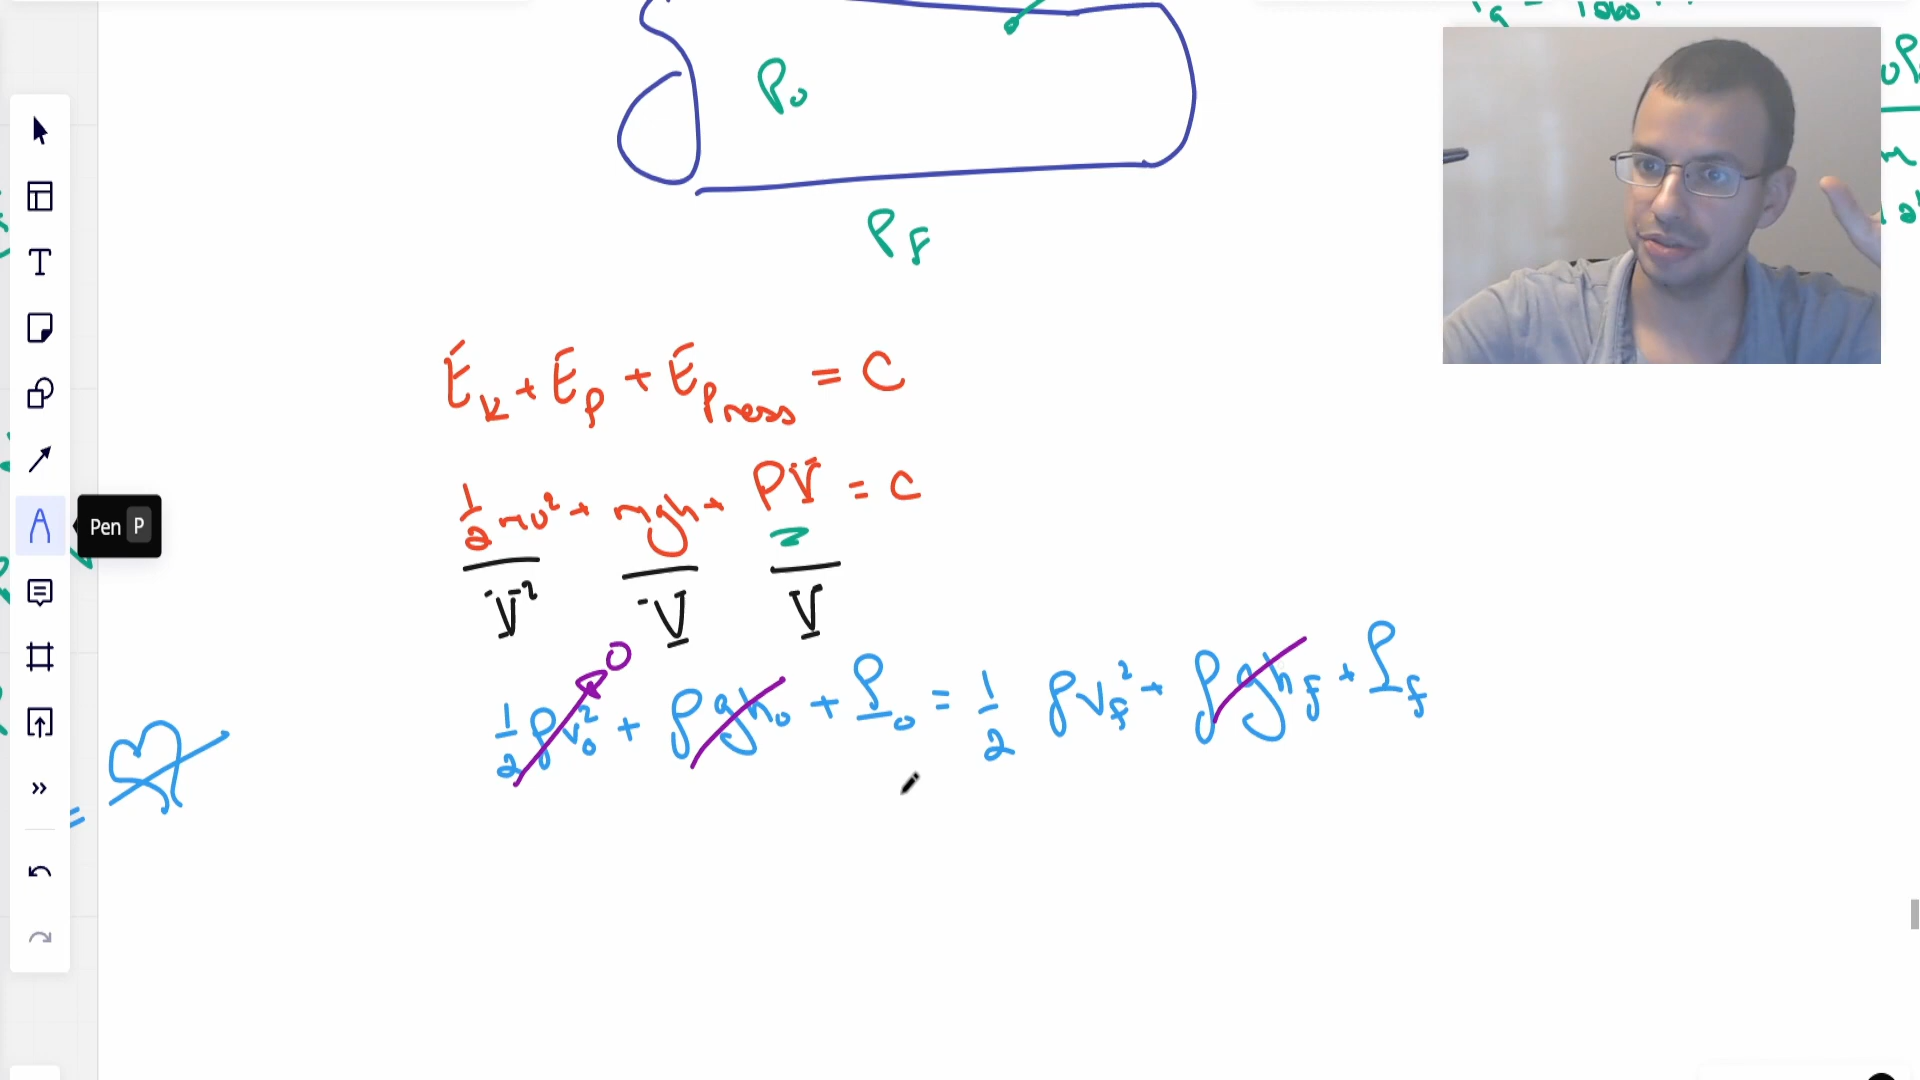 P₀
P_F
E_k + E_p + E_press = C
½mv² + mgh + PV = C
V² V V
0
½ρv₀² + ρgh₀ + P₀ = ½ρv_f² + ρgh_f + P_f
T
Pen P
=